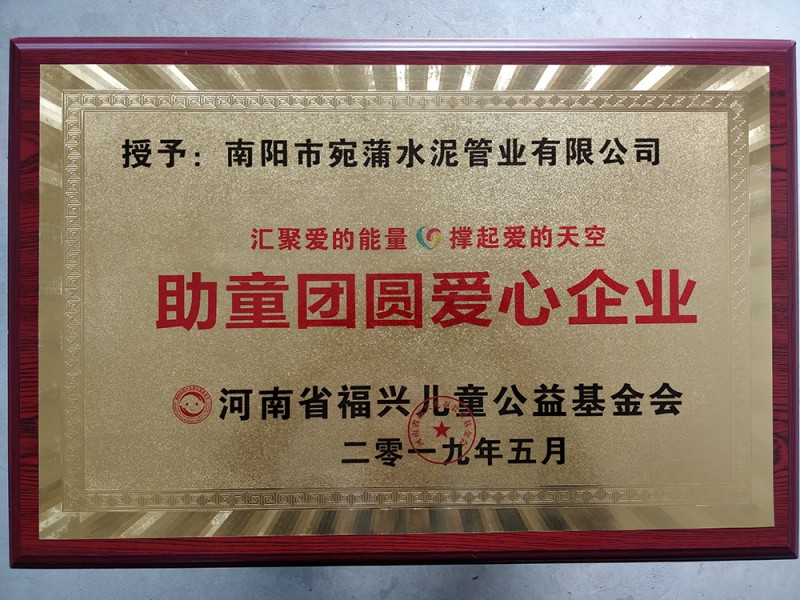 授予：南阳市宛蒲水泥管业有限公司
汇聚爱的能量 撑起爱的天空
助童团圆爱心企业
河南省福兴儿童公益基金会
二零一九年五月